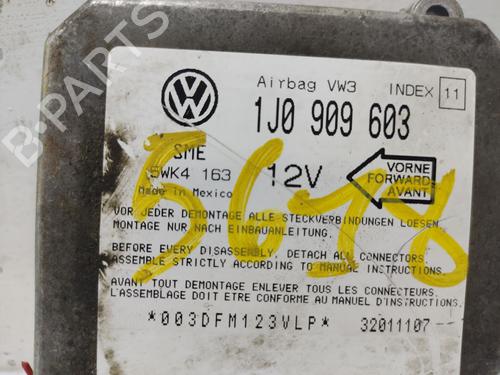 Airbag VW3 INDEX 11
1J0 909 603
SME
5WK4 163 12V
Made in Mexico
VORNE
FORWARD
AVANT
5618
VOR JEDER DEMONTAGE ALLE STECKVERBINDUNGEN LOESEN.
MONTAGE NUR NACH EINBAUANLEITUNG.
BEFORE EVERY DISASSEMBLY, DETACH ALL CONNECTORS.
ASSEMBLE STRICTLY ACCORDING TO MANUAL INSTRUCTIONS.
AVANT TOUT DEMONTAGE ENLEVER TOUS LES CONNECTEURS.
L'ASSEMBLAGE DOIT ETRE CONFORME AU MANUEL D'INSTRUCTIONS.
*003DFM123VLP* 32011107
B-PARTS